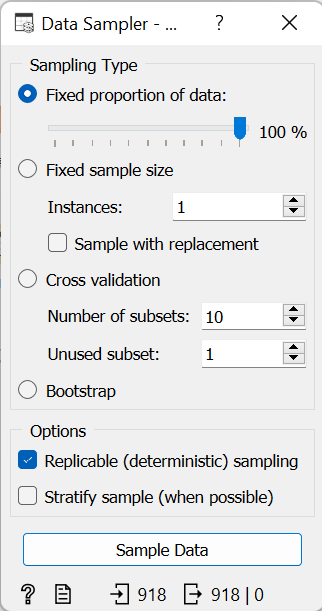 Data Sampler - ... ?
Sampling Type
Fixed proportion of data:
100 %
Fixed sample size
Instances: 1
Sample with replacement
Cross validation
Number of subsets: 10
Unused subset: 1
Bootstrap
Options
Replicable (deterministic) sampling
Stratify sample (when possible)
Sample Data
? 918 918 | 0